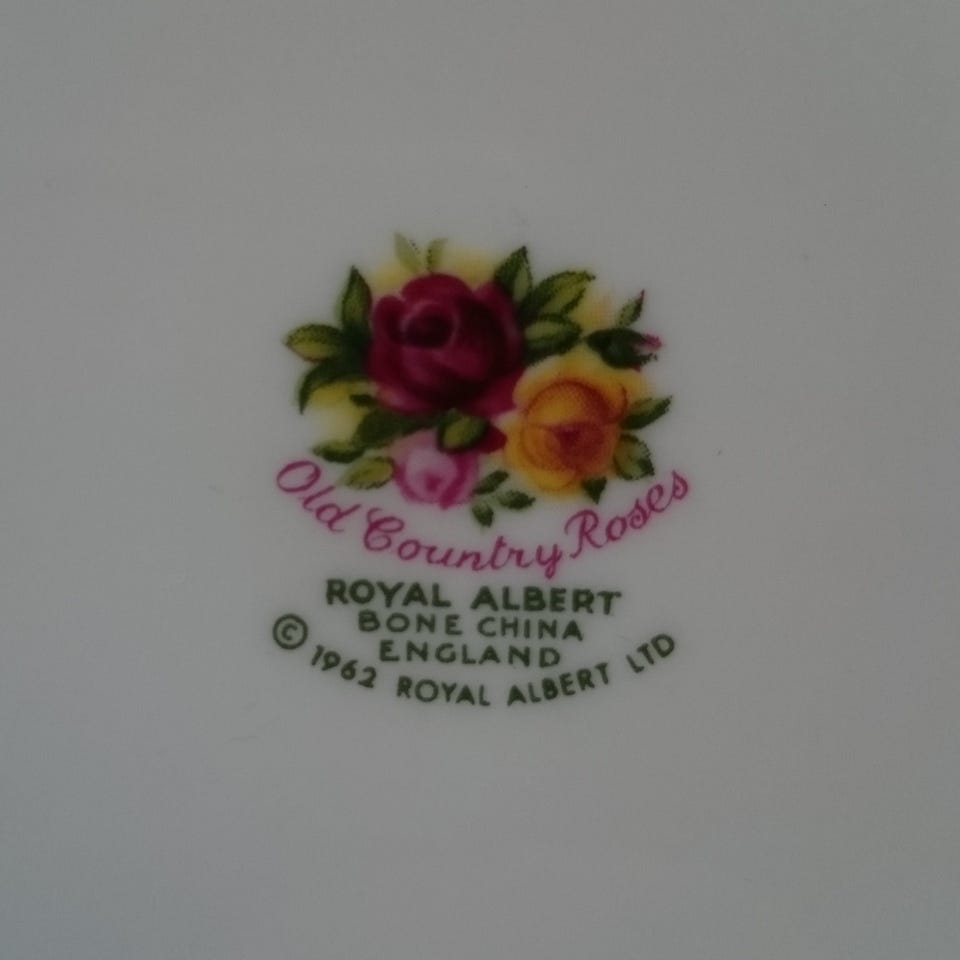 Old Country Roses
ROYAL ALBERT
BONE CHINA
ENGLAND
© 1962 ROYAL ALBERT LTD